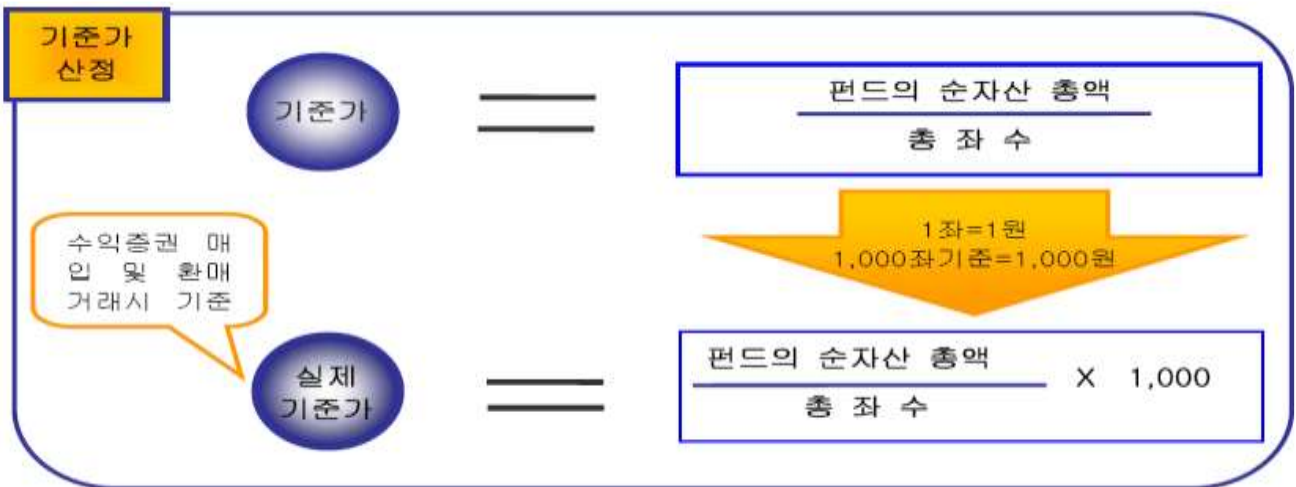 기준가
산정
기준가
펀드의 순자산 총액
총 좌 수
1좌=1원
1,000좌기준=1,000원
수익증권 매
입 및 환매
거래시 기준
실제
기준가
펀드의 순자산 총액
총 좌 수
X 1,000